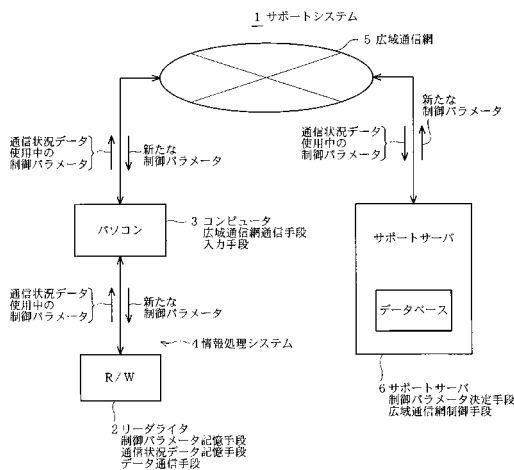 1 サポートシステム
5 広域通信網
通信状況データ
使用中の
制御パラメータ
新たな
制御パラメータ
通信状況データ
使用中の
制御パラメータ
新たな
制御パラメータ
パソコン
3 コンピュータ
広域通信網通信手段
入力手段
サポートサーバ
データベース
通信状況データ
使用中の
制御パラメータ
新たな
制御パラメータ
4 情報処理システム
R/W
2 リーダライタ
制御パラメータ記憶手段
通信状況データ記憶手段
データ通信手段
6 サポートサーバ
制御パラメータ決定手段
広域通信網制御手段